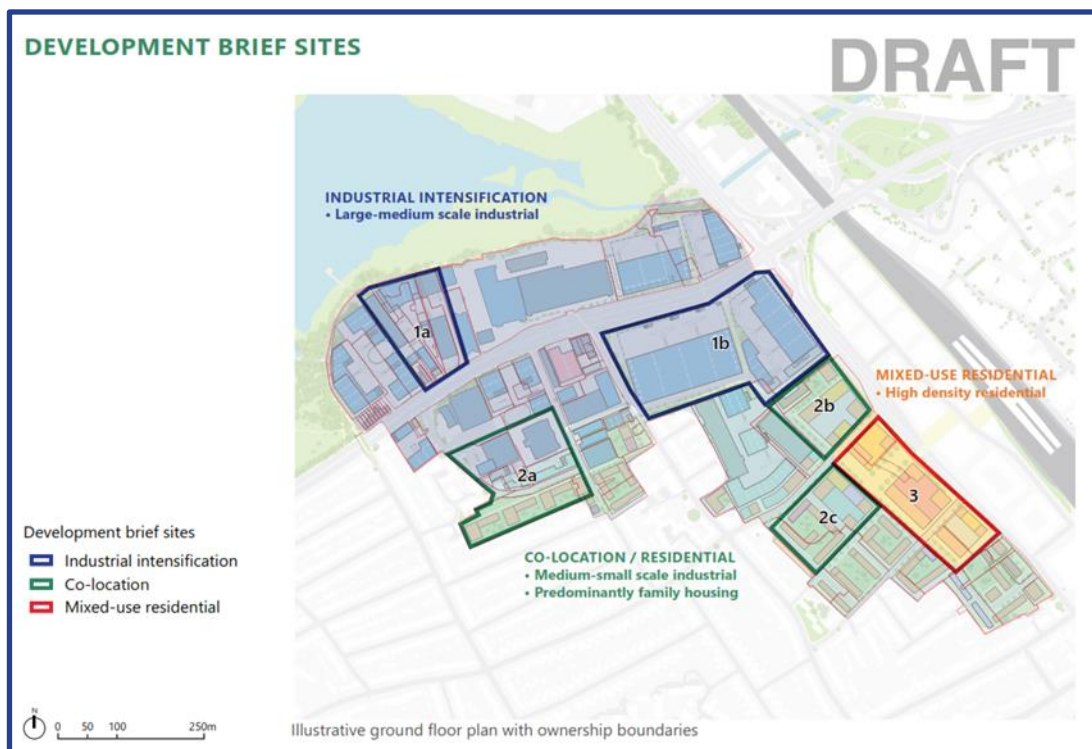 DEVELOPMENT BRIEF SITES
DRAFT
INDUSTRIAL INTENSIFICATION
• Large-medium scale industrial
1a
1b
MIXED-USE RESIDENTIAL
• High density residential
2b
2a
3
2c
CO-LOCATION / RESIDENTIAL
• Medium-small scale industrial
• Predominantly family housing
Development brief sites
Industrial intensification
Co-location
Mixed-use residential
N
0 50 100 250m
Illustrative ground floor plan with ownership boundaries